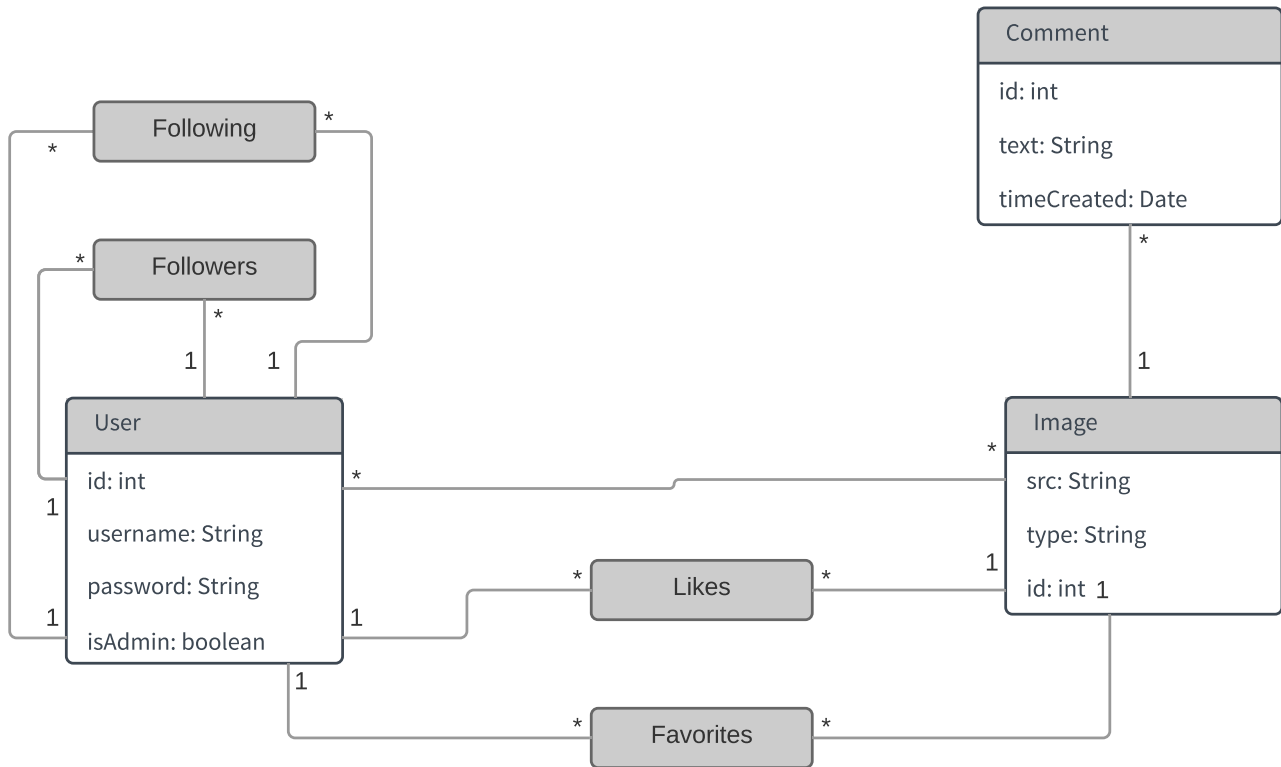 Comment
id: int
text: String
timeCreated: Date
*
1
Following
*
*
Followers
*
*
1
1
User
id: int
username: String
password: String
isAdmin: boolean
1
1
*
*
Image
src: String
type: String
id: int 1
1
1
*
Likes
*
1
*
Favorites
*